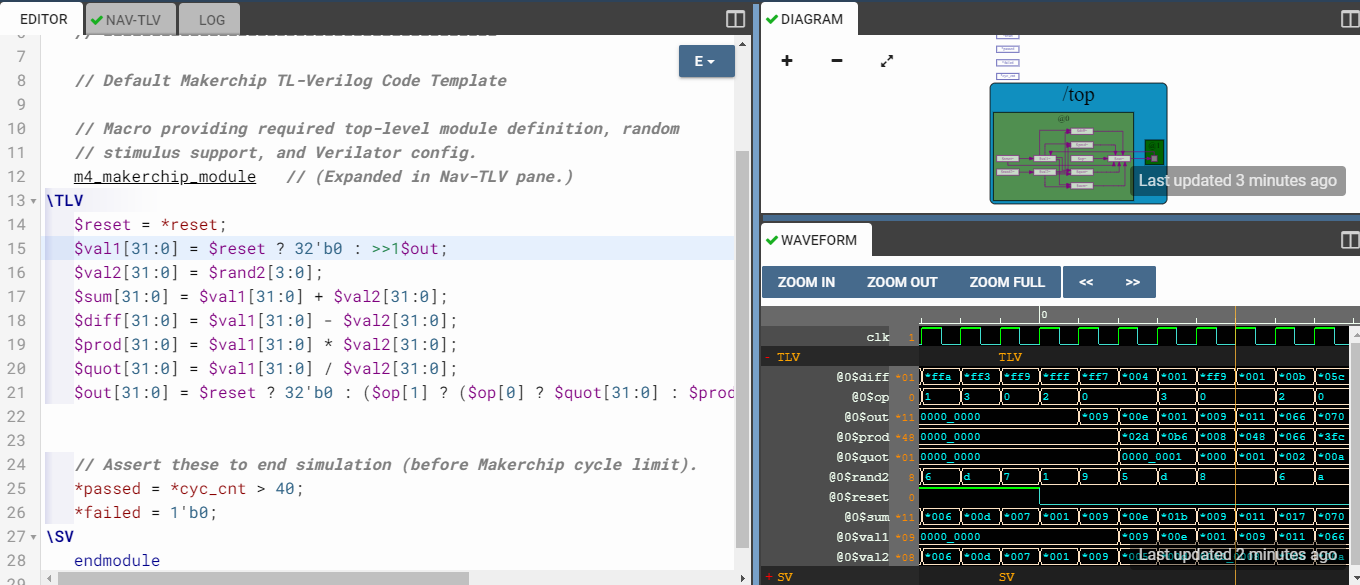 EDITOR
NAV-TLV
LOG
E
7
8 // Default Makerchip TL-Verilog Code Template
9
10 // Macro providing required top-level module definition, random
11 // stimulus support, and Verilator config.
12 m4_makerchip_module // (Expanded in Nav-TLV pane.)
13 \TLV
14 $reset = *reset;
15 $val1[31:0] = $reset ? 32'b0 : >>1$out;
16 $val2[31:0] = $rand2[3:0];
17 $sum[31:0] = $val1[31:0] + $val2[31:0];
18 $diff[31:0] = $val1[31:0] - $val2[31:0];
19 $prod[31:0] = $val1[31:0] * $val2[31:0];
20 $quot[31:0] = $val1[31:0] / $val2[31:0];
21 $out[31:0] = $reset ? 32'b0 : ($op[1] ? ($op[0] ? $quot[31:0] : $prod
22
23
24 // Assert these to end simulation (before Makerchip cycle limit).
25 *passed = *cyc_cnt > 40;
26 *failed = 1'b0;
27 \SV
28 endmodule
29
DIAGRAM
+ −
/top
@0
Last updated 3 minutes ago
WAVEFORM
ZOOM IN ZOOM OUT ZOOM FULL << >>
0
clk 1
- TLV TLV
@0$diff *01 *ffa *ff3 *ff9 *fff *ff7 *004 *001 *ff9 *001 *00b *05c
@0$op 0 1 3 0 2 0 3 0 2 0
@0$out *11 0000_0000 *009 *00e *001 *009 *011 *066 *070
@0$prod *48 0000_0000 *02d *0b6 *008 *048 *066 *3fc
@0$quot *01 0000_0000 0000_0001 *000 *001 *002 *00a
@0$rand2 8 6 d 7 1 9 5 d 8 6 a
@0$reset 0
@0$sum *11 *006 *00d *007 *001 *009 *00e *01b *009 *011 *017 *070
@0$val1 *09 0000_0000 *009 *00e *001 *009 *011 *066
@0$val2 *08 *006 *00d *007 *001 *009
Last updated 2 minutes ago
+ SV SV